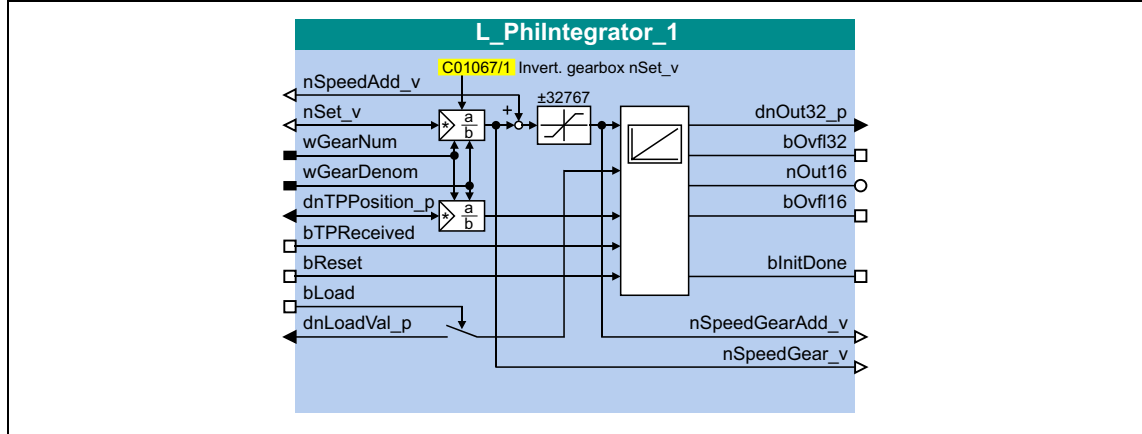 L_PhiIntegrator_1
C01067/1 Invert. gearbox nSet_v
nSpeedAdd_v
nSet_v
wGearNum
wGearDenom
dnTPPosition_p
bTPReceived
bReset
bLoad
dnLoadVal_p
+
±32767
* a
b
* a
b
dnOut32_p
bOvfl32
nOut16
bOvfl16
bInitDone
nSpeedGearAdd_v
nSpeedGear_v